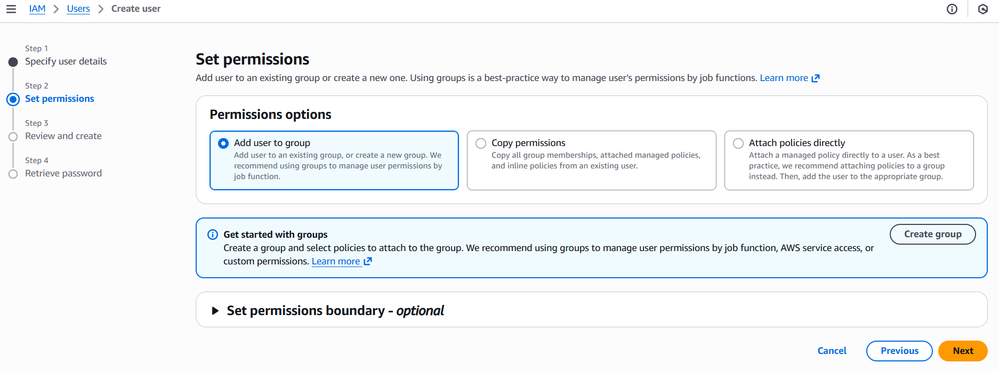 IAM > Users > Create user
Step 1
Specify user details
Step 2
Set permissions
Step 3
Review and create
Step 4
Retrieve password
Set permissions
Add user to an existing group or create a new one. Using groups is a best-practice way to manage user's permissions by job functions. Learn more
Permissions options
Add user to group
Add user to an existing group, or create a new group. We
recommend using groups to manage user permissions by
job function.
Copy permissions
Copy all group memberships, attached managed policies,
and inline policies from an existing user.
Attach policies directly
Attach a managed policy directly to a user. As a best
practice, we recommend attaching policies to a group
instead. Then, add the user to the appropriate group.
Get started with groups
Create a group and select policies to attach to the group. We recommend using groups to manage user permissions by job function, AWS service access, or
custom permissions. Learn more
Create group
Set permissions boundary - optional
Cancel
Previous
Next